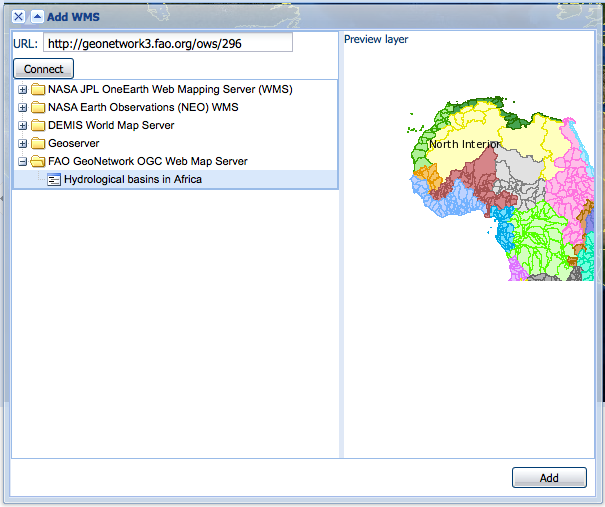 Add WMS
URL: http://geonetwork3.fao.org/ows/296
Connect
NASA JPL OneEarth Web Mapping Server (WMS)
NASA Earth Observations (NEO) WMS
DEMIS World Map Server
Geoserver
FAO GeoNetwork OGC Web Map Server
Hydrological basins in Africa
Preview layer
North Interior
Add